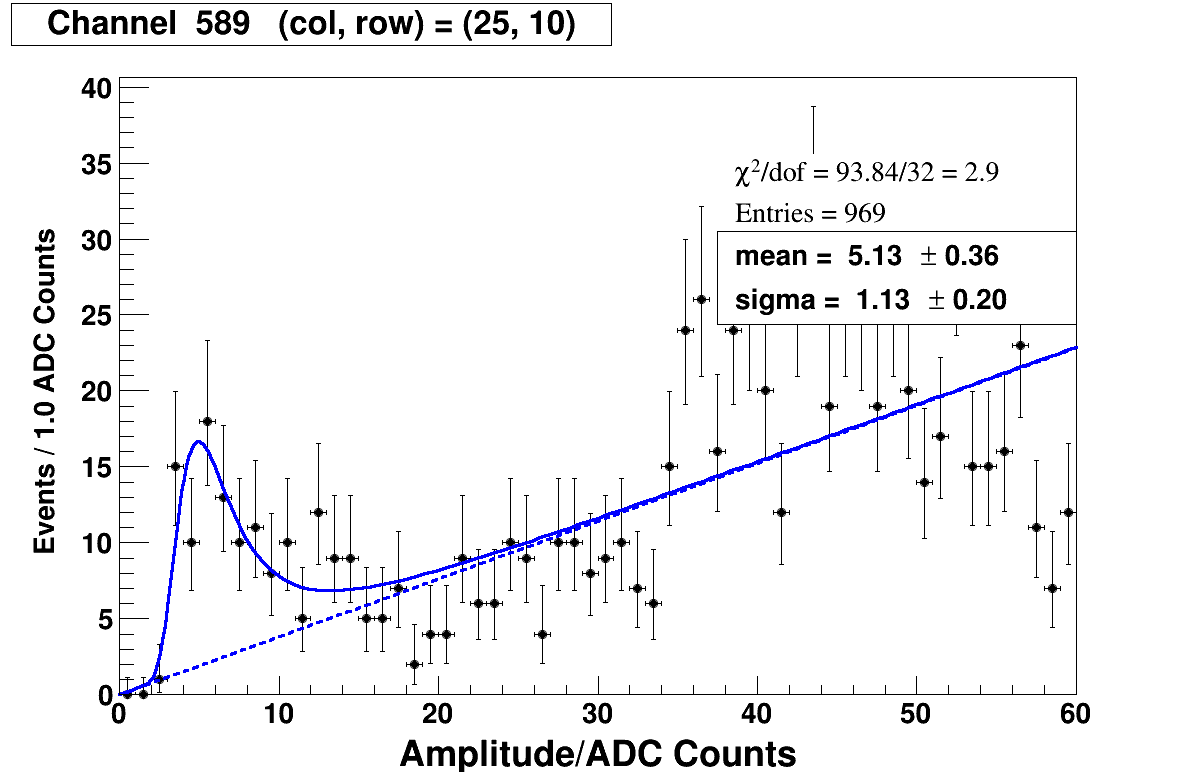 Channel 589 (col, row) = (25, 10)
40
35
30
25
20
15
10
5
0
Events / 1.0 ADC Counts
χ²/dof = 93.84/32 = 2.9
Entries = 969
mean = 5.13 ± 0.36
sigma = 1.13 ± 0.20
0 10 20 30 40 50 60
Amplitude/ADC Counts